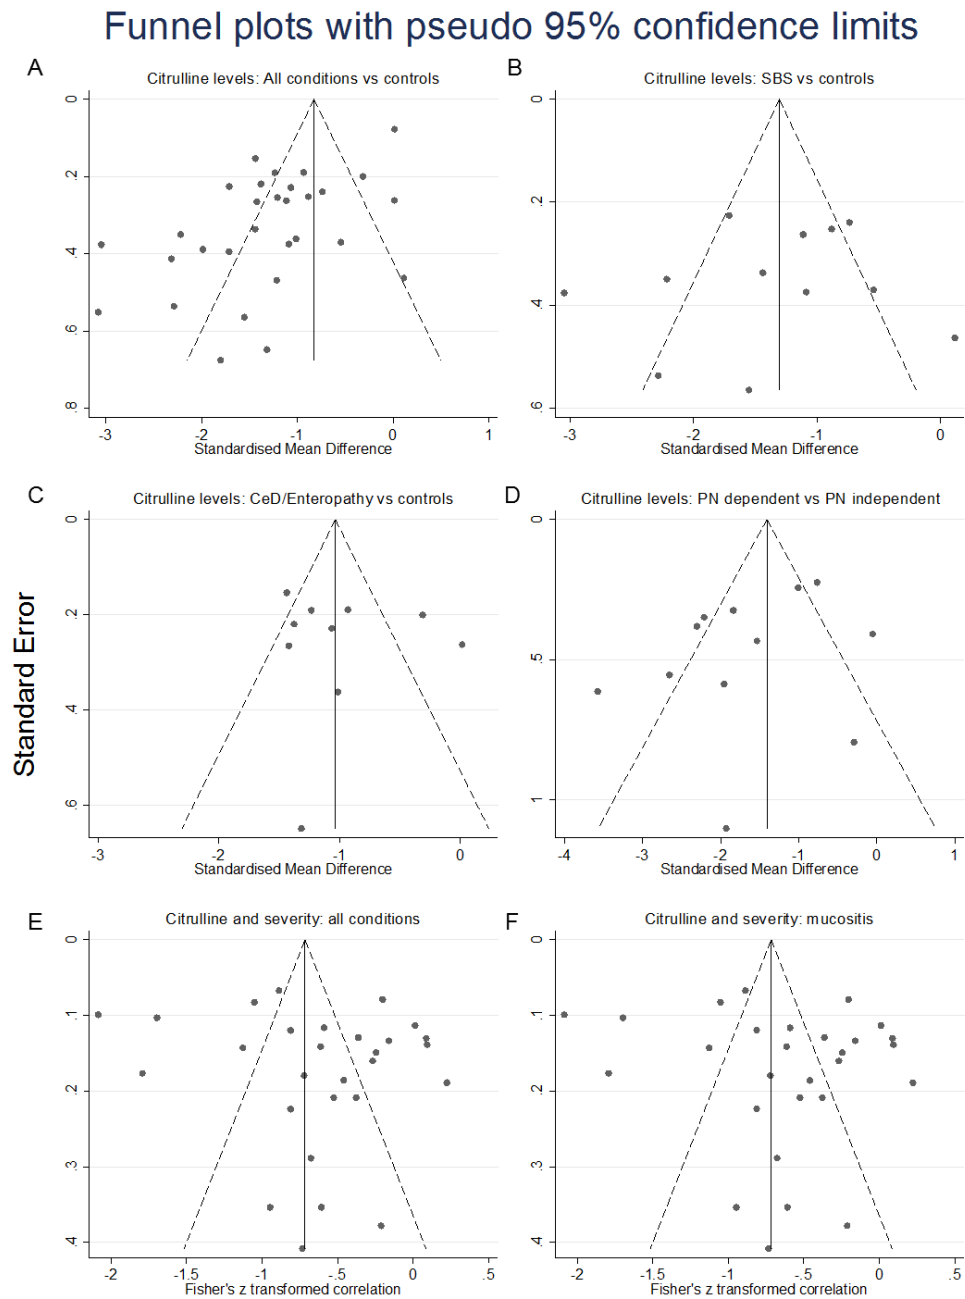 Funnel plots with pseudo 95% confidence limits
A
Citrulline levels: All conditions vs controls
0
.2
.4
.6
.8
-3 -2 -1 0 1
Standardised Mean Difference
B
Citrulline levels: SBS vs controls
0
.2
.4
.6
-3 -2 -1 0
Standardised Mean Difference
C
Citrulline levels: CeD/Enteropathy vs controls
0
.2
.4
.6
-3 -2 -1 0
Standardised Mean Difference
D
Citrulline levels: PN dependent vs PN independent
0
.5
1
-4 -3 -2 -1 0 1
Standardised Mean Difference
Standard Error
E
Citrulline and severity: all conditions
0
.1
.2
.3
.4
-2 -1.5 -1 -.5 0 .5
Fisher's z transformed correlation
F
Citrulline and severity: mucositis
0
.1
.2
.3
.4
-2 -1.5 -1 -.5 0 .5
Fisher's z transformed correlation